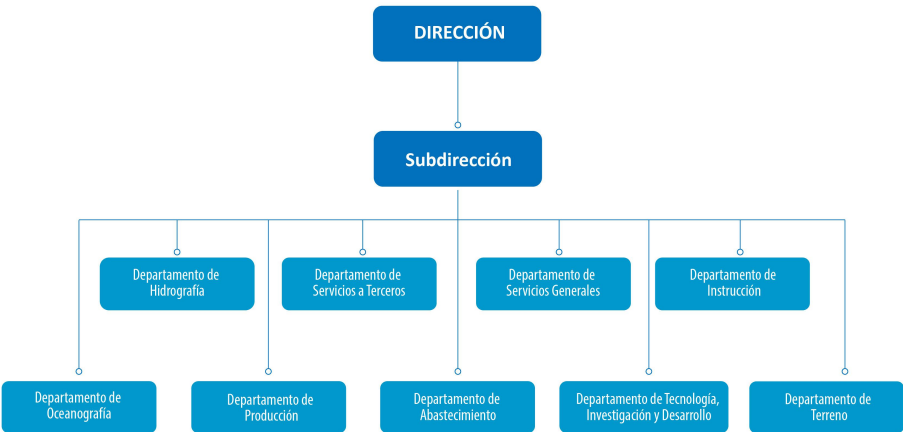 DIRECCIÓN
Subdirección
Departamento de
Hidrografía
Departamento de
Servicios a Terceros
Departamento de
Servicios Generales
Departamento de
Instrucción
Departamento de
Oceanografía
Departamento de
Producción
Departamento de
Abastecimiento
Departamento de Tecnología,
Investigación y Desarrollo
Departamento de
Terreno